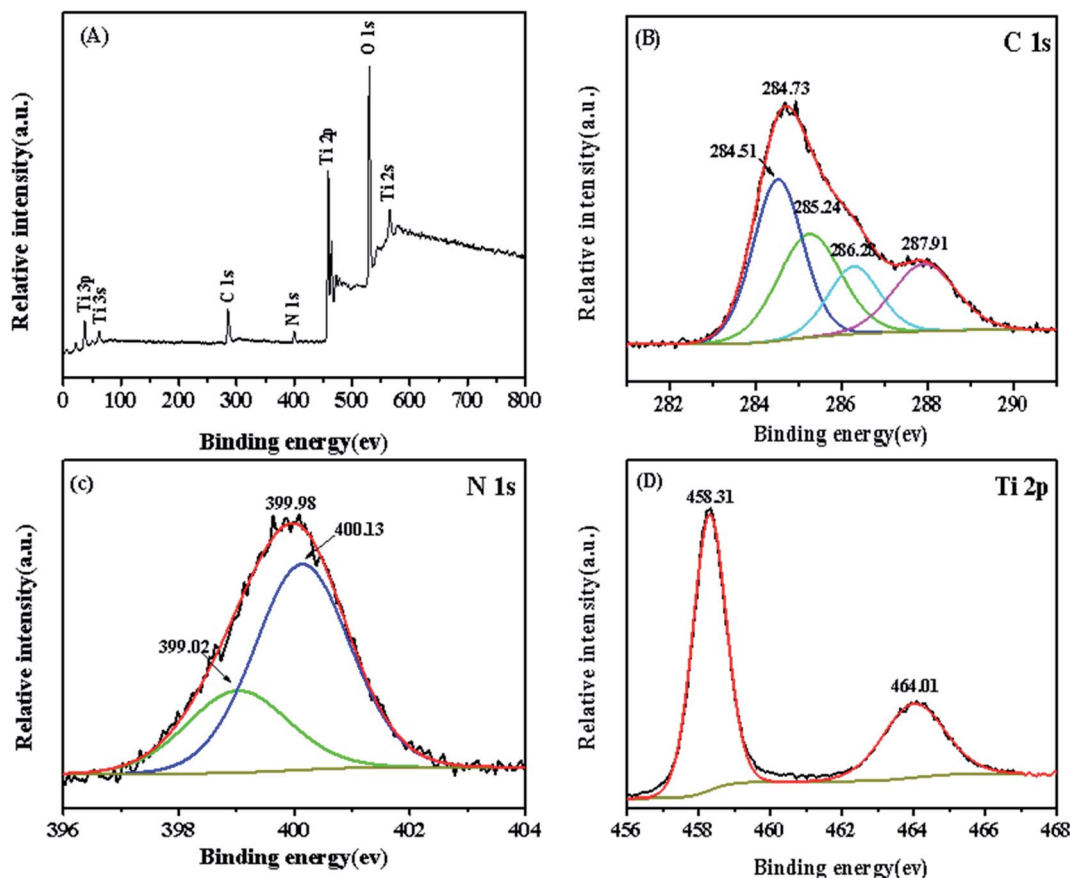 (A)
Relative intensity(a.u.)
Ti 3p
Ti 3s
C 1s
N 1s
Ti 2p
O 1s
Ti 2s
0 100 200 300 400 500 600 700 800
Binding energy(ev)
(B)
C 1s
Relative intensity(a.u.)
284.73
284.51
285.24
286.28
287.91
282 284 286 288 290
Binding energy(ev)
(c)
N 1s
Relative intensity(a.u.)
399.98
400.13
399.02
396 398 400 402 404
Binding energy(ev)
(D)
Ti 2p
Relative intensity(a.u.)
458.31
464.01
456 458 460 462 464 466 468
Binding energy(ev)